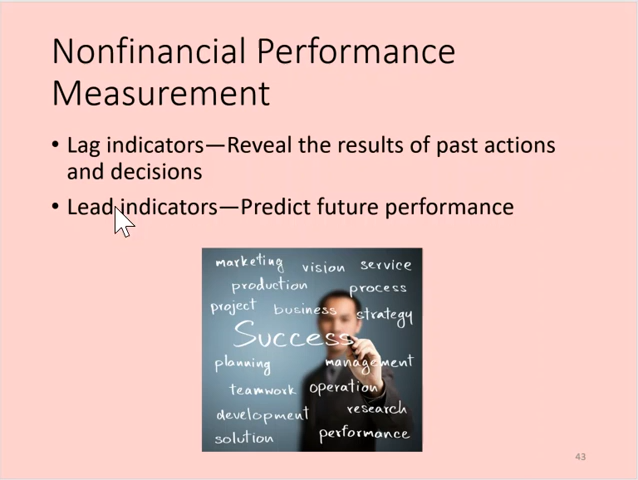 Nonfinancial Performance
Measurement
• Lag indicators—Reveal the results of past actions
and decisions
• Lead indicators—Predict future performance
marketing vision service
production process
project business strategy
Success
planning management
teamwork operation
development research
solution performance
43